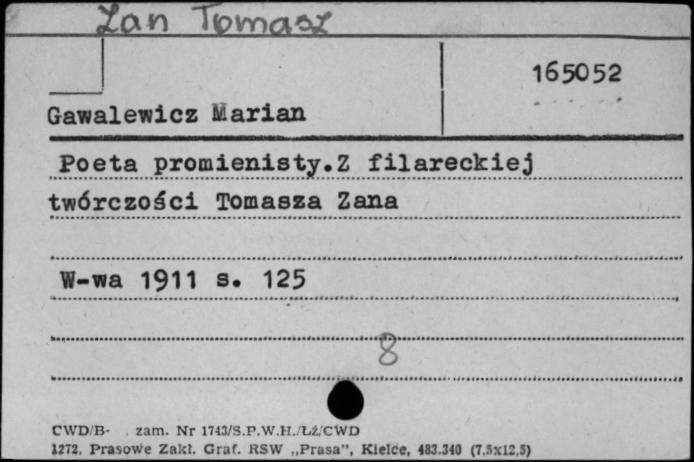 Zan Tomasz
165052
Gawalewicz Marian
Poeta promienisty.Z filareckiej
twórczości Tomasza Zana
W-wa 1911 s. 125
8
CWD/B- . zam. Nr 1743/S.P.W.H./ŁŻ/CWD
1272. Prasowe Zakł. Graf. RSW „Prasa”, Kielce, 483.340 (7,5x12,5)